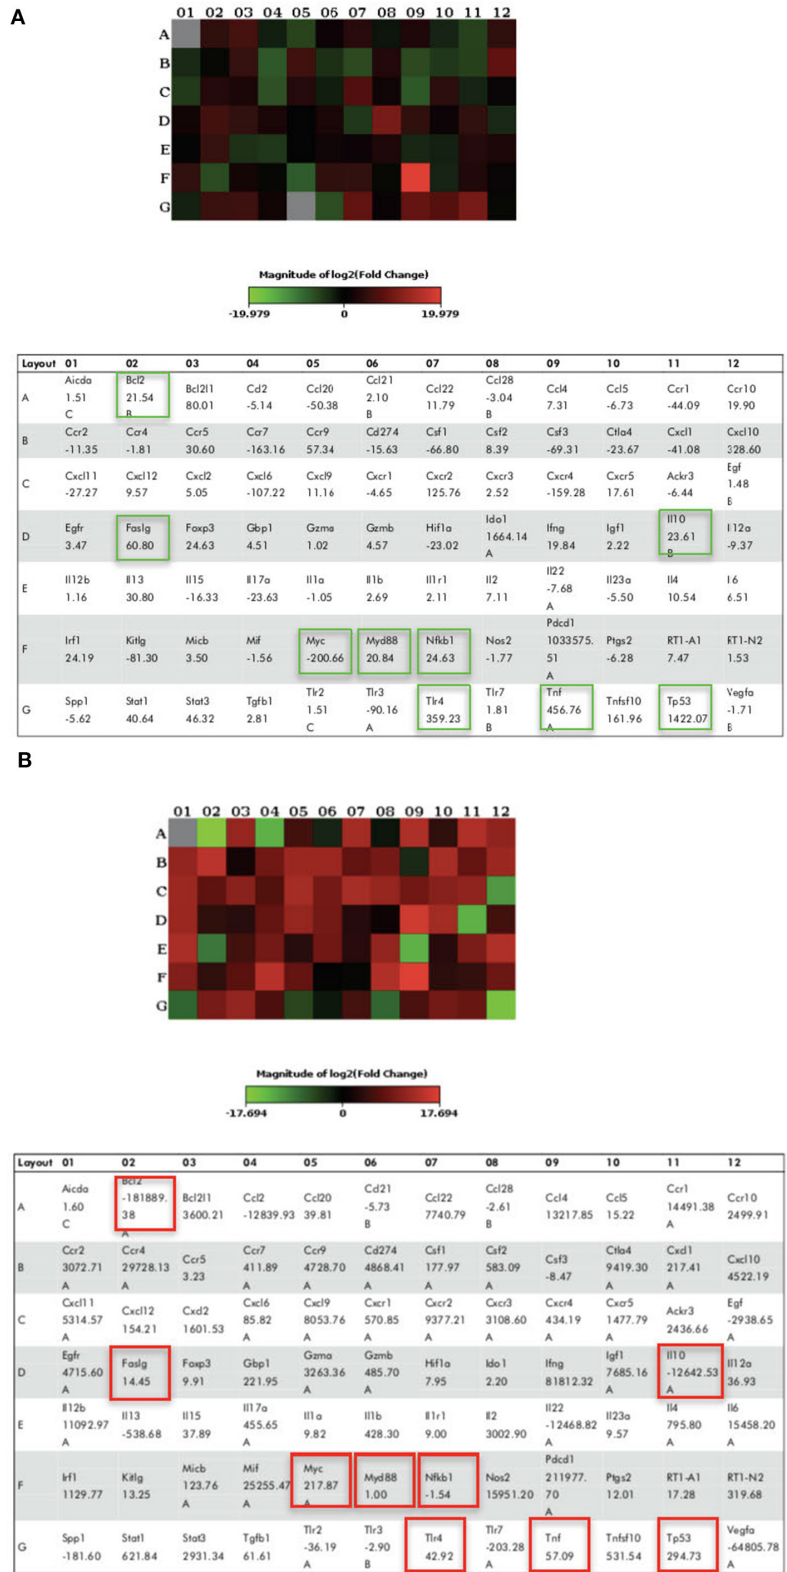 A
01 02 03 04 05 06 07 08 09 10 11 12
A
B
C
D
E
F
G
Magnitude of log2(Fold Change)
-19.979 0 19.979
Layout 01 02 03 04 05 06 07 08 09 10 11 12
A
Aicda 1.51 C
Bcl2 21.54 B
Bcl2l1 80.01
Ccl2 -5.14
Ccl20 -50.38
Ccl21 2.10 B
Ccl22 11.79
Ccl28 -3.04 B
Ccl4 7.31
Ccl5 -6.73
Ccr1 -44.09
Ccr10 19.90
B
Ccr2 -11.35
Ccr4 -1.81
Ccr5 30.60
Ccr7 -163.16
Ccr9 57.34
Cd274 -15.63
Csf1 -66.80
Csf2 8.39
Csf3 -69.31
Ctla4 -23.67
Cxcl1 -41.08
Cxcl10 328.60
C
Cxcl11 -27.27
Cxcl12 9.57
Cxcl2 5.05
Cxcl6 -107.22
Cxcl9 11.16
Cxcr1 -4.65
Cxcr2 125.76
Cxcr3 2.52
Cxcr4 -159.28
Cxcr5 17.61
Ackr3 -6.44
Egf 1.48 B
D
Egfr 3.47
Faslg 60.80
Foxp3 24.63
Gbp1 4.51
Gzma 1.02
Gzmb 4.57
Hif1a -23.02
Ido1 1664.14 A
Ifng 19.84
Igf1 2.22
Il10 23.61 B
Il12a -9.37
E
Il12b 1.16
Il13 30.80
Il15 -16.33
Il17a -23.63
Il1a -1.05
Il1b 2.69
Il1r1 2.11
Il2 7.11
Il22 -7.68 A
Il23a -5.50
Il4 10.54
Il6 6.51
F
Irf1 24.19
Kitlg -81.30
Micb 3.50
Mif -1.56
Myc -200.66
Myd88 20.84
Nfkb1 24.63
Nos2 -1.77
Pdcd1 1033575.51 A
Ptgs2 -6.28
RT1-A1 7.47
RT1-N2 1.53
G
Spp1 -5.62
Stat1 40.64
Stat3 46.32
Tgfb1 2.81
Tlr2 1.51 C
Tlr3 -90.16 A
Tlr4 359.23
Tlr7 1.81 B
Tnf 456.76 A
Tnfsf10 161.96
Tp53 1422.07
Vegfa -1.71 B
B
01 02 03 04 05 06 07 08 09 10 11 12
A
B
C
D
E
F
G
Magnitude of log2(Fold Change)
-17.694 0 17.694
Layout 01 02 03 04 05 06 07 08 09 10 11 12
A
Aicda 1.60 C
Bcl2 -181889.38 A
Bcl2l1 3600.21
Ccl2 -12839.93
Ccl20 39.81
Ccl21 -5.73 B
Ccl22 7740.79
Ccl28 -2.61 B
Ccl4 13217.85
Ccl5 15.22
Ccr1 14491.38 A
Ccr10 2499.91
B
Ccr2 3072.71 A
Ccr4 29728.13 A
Ccr5 3.23
Ccr7 411.89 A
Ccr9 4728.70 A
Cd274 4868.41 A
Csf1 177.97 A
Csf2 583.09 A
Csf3 -8.47
Ctla4 9419.30 A
Cxcl1 217.41 A
Cxcl10 4522.19
C
Cxcl11 5314.57 A
Cxcl12 154.21
Cxcl2 1601.53
Cxcl6 85.82 A
Cxcl9 8053.76 A
Cxcr1 570.85 A
Cxcr2 9377.21 A
Cxcr3 3108.60 A
Cxcr4 434.19 A
Cxcr5 1477.79 A
Ackr3 2436.66
Egf -2938.65 A
D
Egfr 4715.60 A
Faslg 14.45
Foxp3 9.91
Gbp1 221.95
Gzma 3263.36 A
Gzmb 485.70 A
Hif1a 7.95
Ido1 2.20
Ifng 81812.32
Igf1 7685.16 A
Il10 -12642.53 A
Il12a 36.93
E
Il12b 11092.97 A
Il13 -538.68
Il15 37.89
Il17a 455.65 A
Il1a 9.82
Il1b 428.30
Il1r1 9.00
Il2 3002.90
Il22 -12468.82 A
Il23a 9.57
Il4 795.80 A
Il6 15458.20 A
F
Irf1 1129.77
Kitlg 13.25
Micb 123.76 A
Mif 25255.47 A
Myc 217.87 A
Myd88 1.00
Nfkb1 -1.54
Nos2 15951.20
Pdcd1 211977.70 A
Ptgs2 12.01
RT1-A1 17.28
RT1-N2 319.68
G
Spp1 -181.60
Stat1 621.84
Stat3 2931.34
Tgfb1 61.61
Tlr2 -36.19 A
Tlr3 -2.90 B
Tlr4 42.92
Tlr7 -203.28 A
Tnf 57.09
Tnfsf10 531.54
Tp53 294.73
Vegfa -64805.78 A